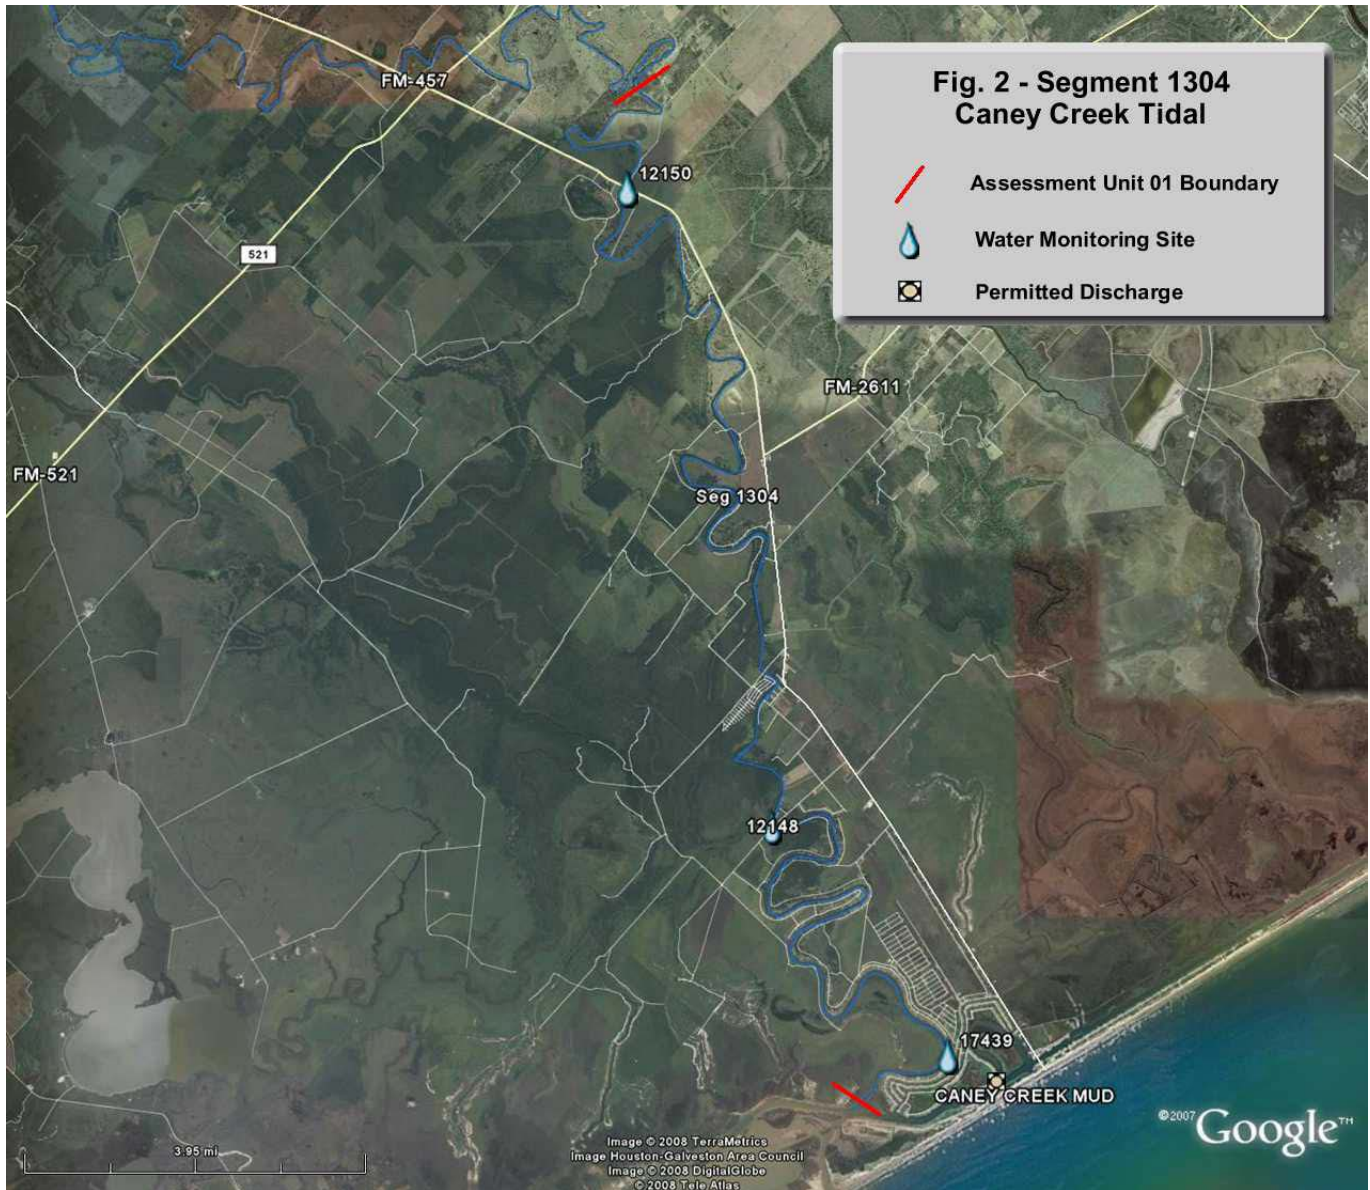 Fig. 2 - Segment 1304
Caney Creek Tidal
Assessment Unit 01 Boundary
Water Monitoring Site
Permitted Discharge
FM-457
12150
521
FM-2611
FM-521
Seg 1304
12148
17439
CANEY CREEK MUD
3.95 mi
Image © 2008 TerraMetrics
Image Houston-Galveston Area Council
Image © 2008 DigitalGlobe
© 2008 Tele Atlas
©2007 Google™